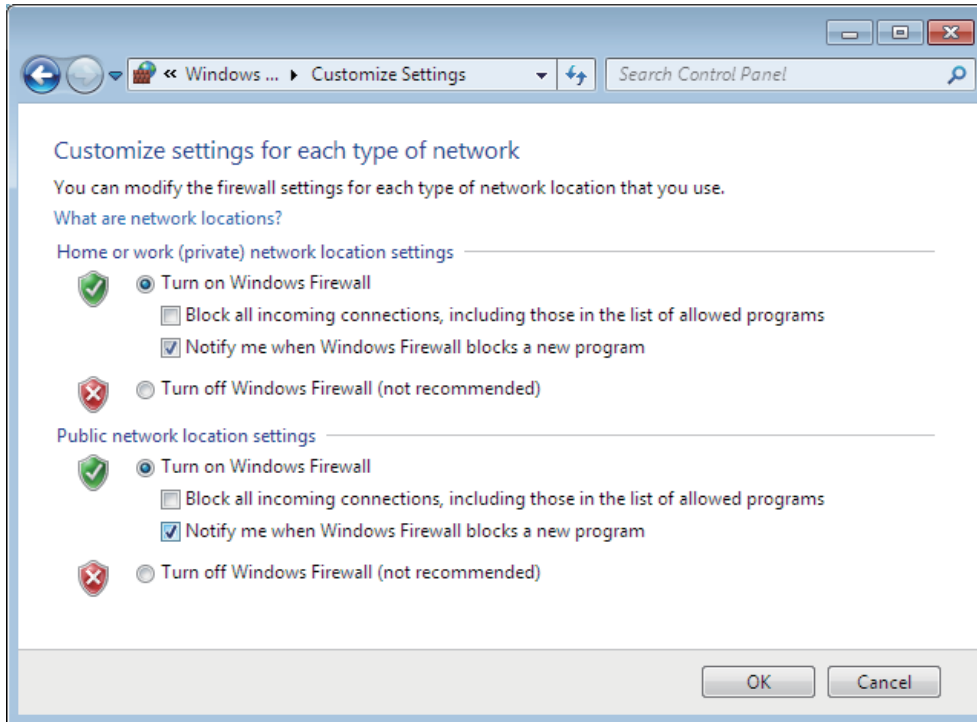 « Windows ... ▸ Customize Settings
Search Control Panel
Customize settings for each type of network
You can modify the firewall settings for each type of network location that you use.
What are network locations?
Home or work (private) network location settings
Turn on Windows Firewall
Block all incoming connections, including those in the list of allowed programs
Notify me when Windows Firewall blocks a new program
Turn off Windows Firewall (not recommended)
Public network location settings
Turn on Windows Firewall
Block all incoming connections, including those in the list of allowed programs
Notify me when Windows Firewall blocks a new program
Turn off Windows Firewall (not recommended)
OK
Cancel